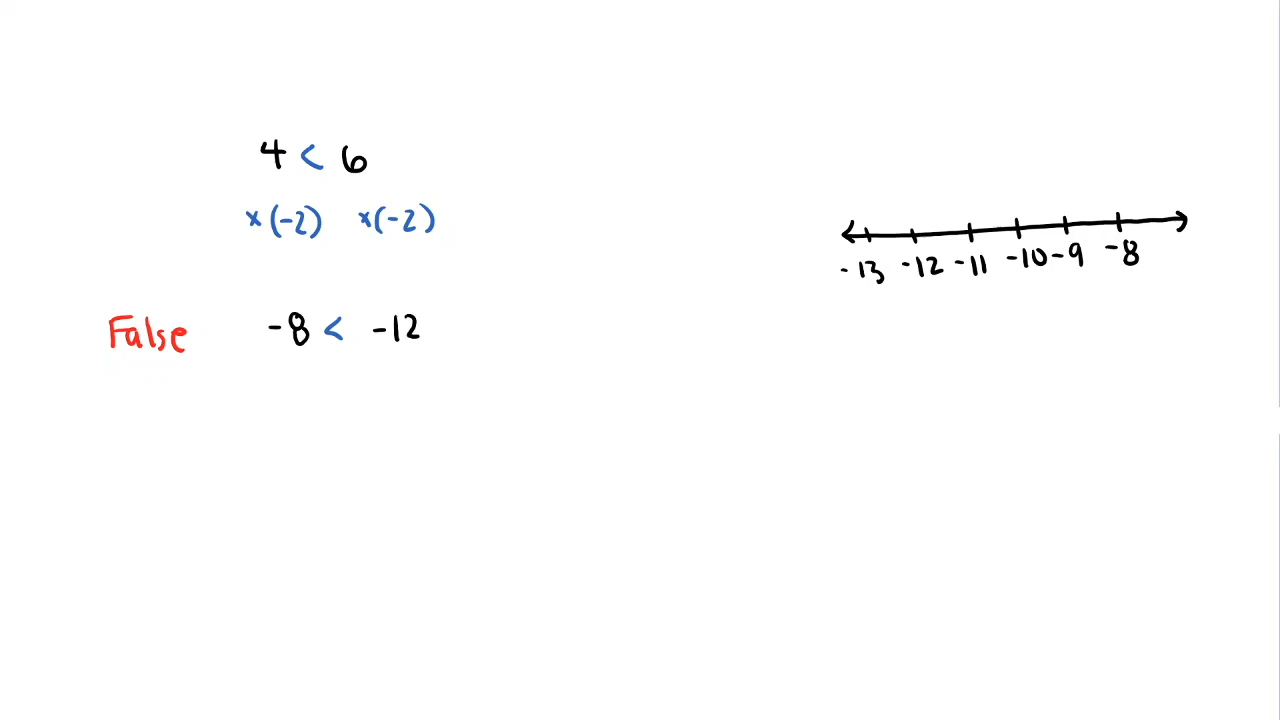 4 < 6
×(-2) ×(-2)
-13 -12 -11 -10 -9 -8
False -8 < -12